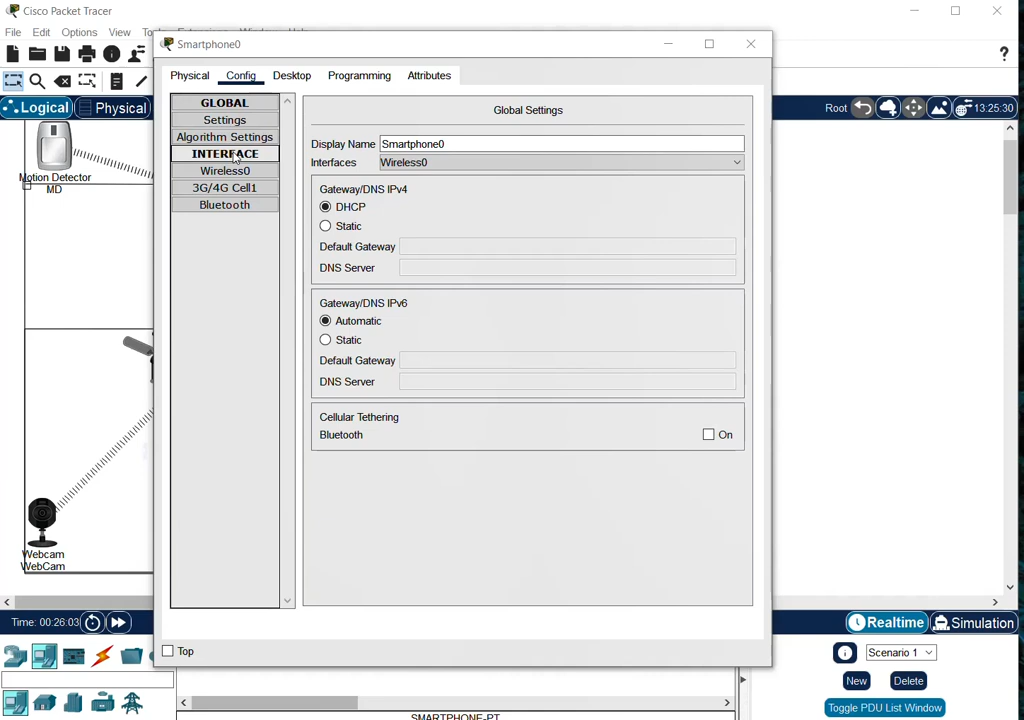 Cisco Packet Tracer
File Edit Options View
Smartphone0
Physical Config Desktop Programming Attributes
Logical Physical
Root 13:25:30
GLOBAL
Settings
Algorithm Settings
INTERFACE
Wireless0
3G/4G Cell1
Bluetooth
Global Settings
Display Name Smartphone0
Interfaces Wireless0
Gateway/DNS IPv4
DHCP
Static
Default Gateway
DNS Server
Gateway/DNS IPv6
Automatic
Static
Default Gateway
DNS Server
Cellular Tethering
Bluetooth On
Motion Detector
MD
Webcam
WebCam
Time: 00:26:03
Realtime Simulation
Top
Scenario 1
New Delete
Toggle PDU List Window
SMARTPHONE-PT